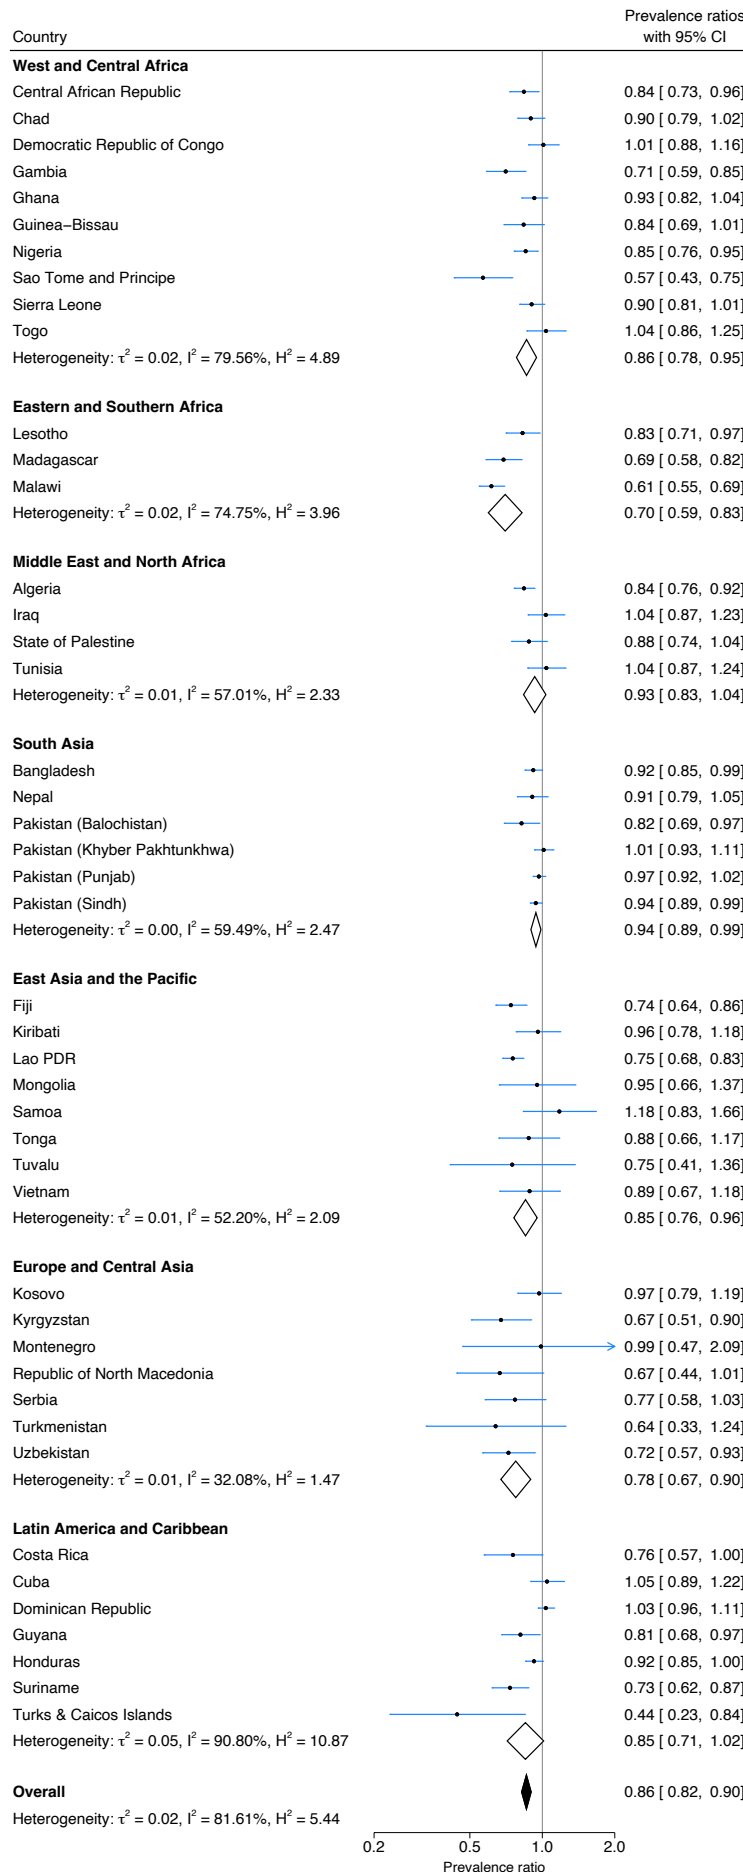 Prevalence ratios
Country with 95% CI
West and Central Africa
Central African Republic 0.84 [ 0.73, 0.96]
Chad 0.90 [ 0.79, 1.02]
Democratic Republic of Congo 1.01 [ 0.88, 1.16]
Gambia 0.71 [ 0.59, 0.85]
Ghana 0.93 [ 0.82, 1.04]
Guinea−Bissau 0.84 [ 0.69, 1.01]
Nigeria 0.85 [ 0.76, 0.95]
Sao Tome and Principe 0.57 [ 0.43, 0.75]
Sierra Leone 0.90 [ 0.81, 1.01]
Togo 1.04 [ 0.86, 1.25]
Heterogeneity: τ² = 0.02, I² = 79.56%, H² = 4.89 0.86 [ 0.78, 0.95]
Eastern and Southern Africa
Lesotho 0.83 [ 0.71, 0.97]
Madagascar 0.69 [ 0.58, 0.82]
Malawi 0.61 [ 0.55, 0.69]
Heterogeneity: τ² = 0.02, I² = 74.75%, H² = 3.96 0.70 [ 0.59, 0.83]
Middle East and North Africa
Algeria 0.84 [ 0.76, 0.92]
Iraq 1.04 [ 0.87, 1.23]
State of Palestine 0.88 [ 0.74, 1.04]
Tunisia 1.04 [ 0.87, 1.24]
Heterogeneity: τ² = 0.01, I² = 57.01%, H² = 2.33 0.93 [ 0.83, 1.04]
South Asia
Bangladesh 0.92 [ 0.85, 0.99]
Nepal 0.91 [ 0.79, 1.05]
Pakistan (Balochistan) 0.82 [ 0.69, 0.97]
Pakistan (Khyber Pakhtunkhwa) 1.01 [ 0.93, 1.11]
Pakistan (Punjab) 0.97 [ 0.92, 1.02]
Pakistan (Sindh) 0.94 [ 0.89, 0.99]
Heterogeneity: τ² = 0.00, I² = 59.49%, H² = 2.47 0.94 [ 0.89, 0.99]
East Asia and the Pacific
Fiji 0.74 [ 0.64, 0.86]
Kiribati 0.96 [ 0.78, 1.18]
Lao PDR 0.75 [ 0.68, 0.83]
Mongolia 0.95 [ 0.66, 1.37]
Samoa 1.18 [ 0.83, 1.66]
Tonga 0.88 [ 0.66, 1.17]
Tuvalu 0.75 [ 0.41, 1.36]
Vietnam 0.89 [ 0.67, 1.18]
Heterogeneity: τ² = 0.01, I² = 52.20%, H² = 2.09 0.85 [ 0.76, 0.96]
Europe and Central Asia
Kosovo 0.97 [ 0.79, 1.19]
Kyrgyzstan 0.67 [ 0.51, 0.90]
Montenegro 0.99 [ 0.47, 2.09]
Republic of North Macedonia 0.67 [ 0.44, 1.01]
Serbia 0.77 [ 0.58, 1.03]
Turkmenistan 0.64 [ 0.33, 1.24]
Uzbekistan 0.72 [ 0.57, 0.93]
Heterogeneity: τ² = 0.01, I² = 32.08%, H² = 1.47 0.78 [ 0.67, 0.90]
Latin America and Caribbean
Costa Rica 0.76 [ 0.57, 1.00]
Cuba 1.05 [ 0.89, 1.22]
Dominican Republic 1.03 [ 0.96, 1.11]
Guyana 0.81 [ 0.68, 0.97]
Honduras 0.92 [ 0.85, 1.00]
Suriname 0.73 [ 0.62, 0.87]
Turks & Caicos Islands 0.44 [ 0.23, 0.84]
Heterogeneity: τ² = 0.05, I² = 90.80%, H² = 10.87 0.85 [ 0.71, 1.02]
Overall 0.86 [ 0.82, 0.90]
Heterogeneity: τ² = 0.02, I² = 81.61%, H² = 5.44
0.2 0.5 1.0 2.0
Prevalence ratio